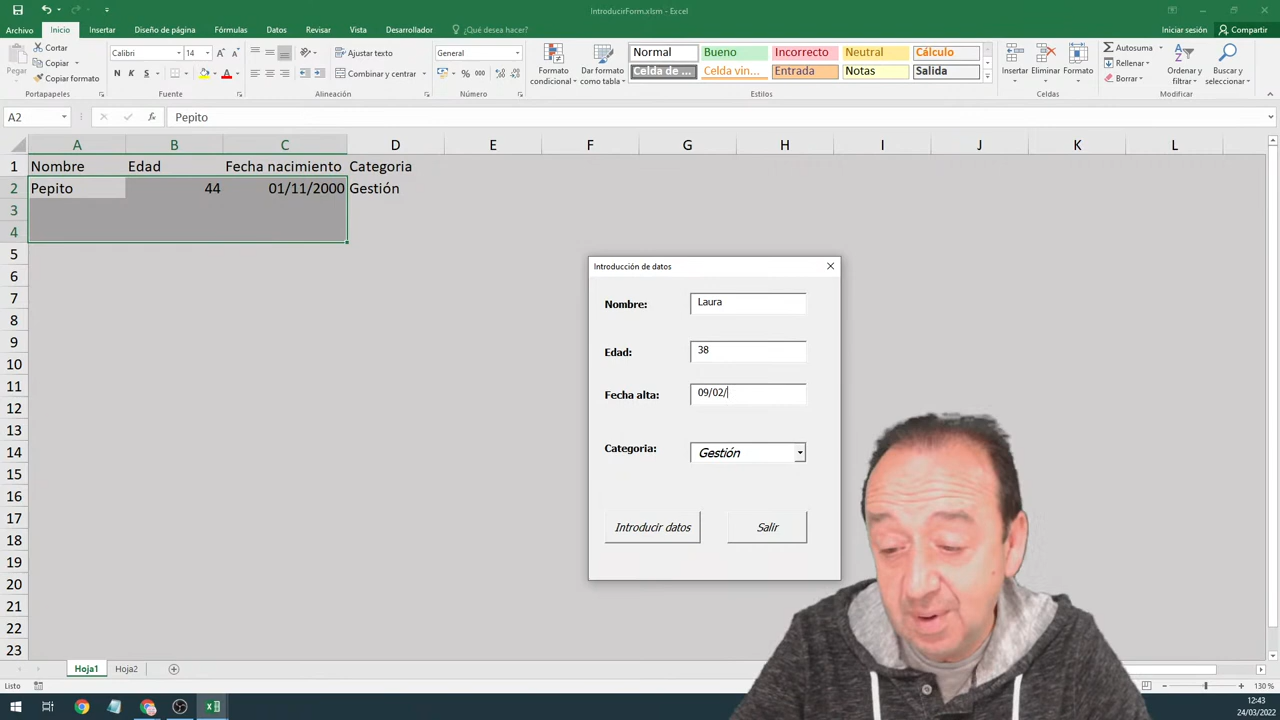 IntroducirForm.xlsm - Excel
Iniciar sesión
Compartir
Archivo Inicio Insertar Diseño de página Fórmulas Datos Revisar Vista Desarrollador Ayuda ¿Qué desea hacer?
Pegar
Cortar
Copiar
Copiar formato
Portapapeles
Calibri 14
N K S
Fuente
Ajustar texto
Combinar y centrar
Alineación
General
% 000
Número
Formato condicional
Dar formato como tabla
Normal Bueno Incorrecto Neutral Cálculo
Celda de ... Celda vin... Entrada Notas Salida
Estilos
Insertar Eliminar Formato
Celdas
Autosuma
Rellenar
Borrar
Ordenar y filtrar
Buscar y seleccionar
Modificar
A2
fx
Pepito
A B C D E F G H I J K L
1 Nombre Edad Fecha nacimiento Categoria
2 Pepito 44 01/11/2000 Gestión
3
4
5
6
7
8
9
10
11
12
13
14
15
16
17
18
19
20
21
22
23
Introducción de datos
Nombre: Laura
Edad: 38
Fecha alta: 09/02/
Categoria: Gestión
Introducir datos Salir
Hoja1 Hoja2
Listo
130 %
12:43
24/03/2022